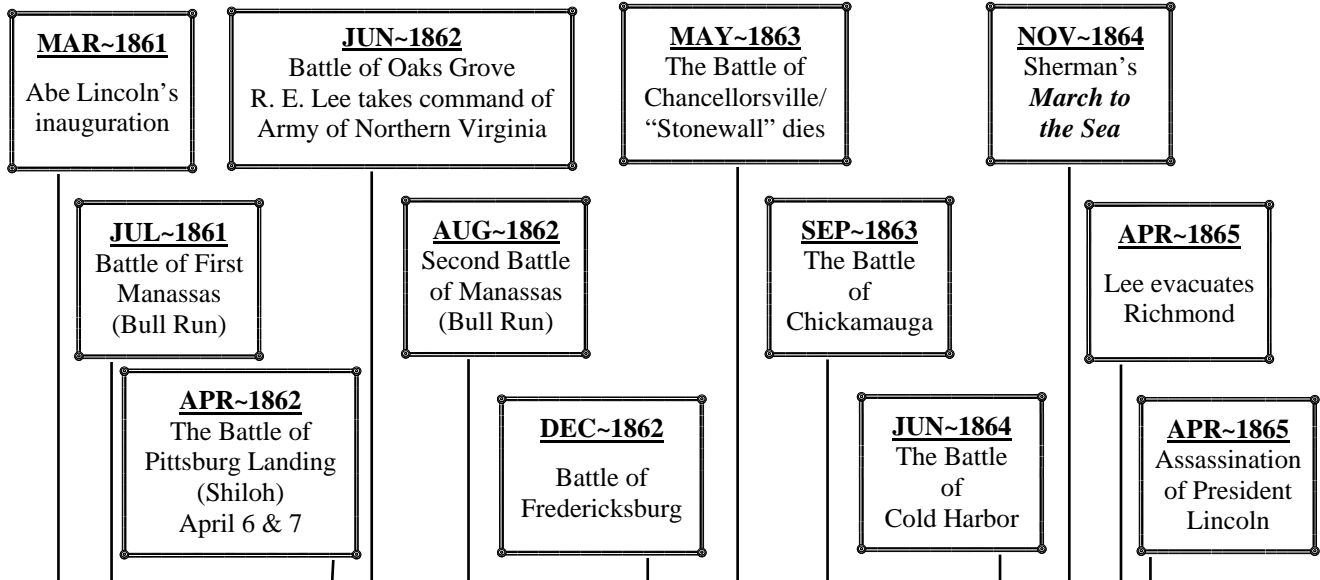 MAR~1861
Abe Lincoln’s
inauguration
JUN~1862
Battle of Oaks Grove
R. E. Lee takes command of
Army of Northern Virginia
MAY~1863
The Battle of
Chancellorsville/
“Stonewall” dies
NOV~1864
Sherman’s
March to
the Sea
JUL~1861
Battle of First
Manassas
(Bull Run)
AUG~1862
Second Battle
of Manassas
(Bull Run)
SEP~1863
The Battle
of
Chickamauga
APR~1865
Lee evacuates
Richmond
APR~1862
The Battle of
Pittsburg Landing
(Shiloh)
April 6 & 7
DEC~1862
Battle of
Fredericksburg
JUN~1864
The Battle
of
Cold Harbor
APR~1865
Assassination
of President
Lincoln